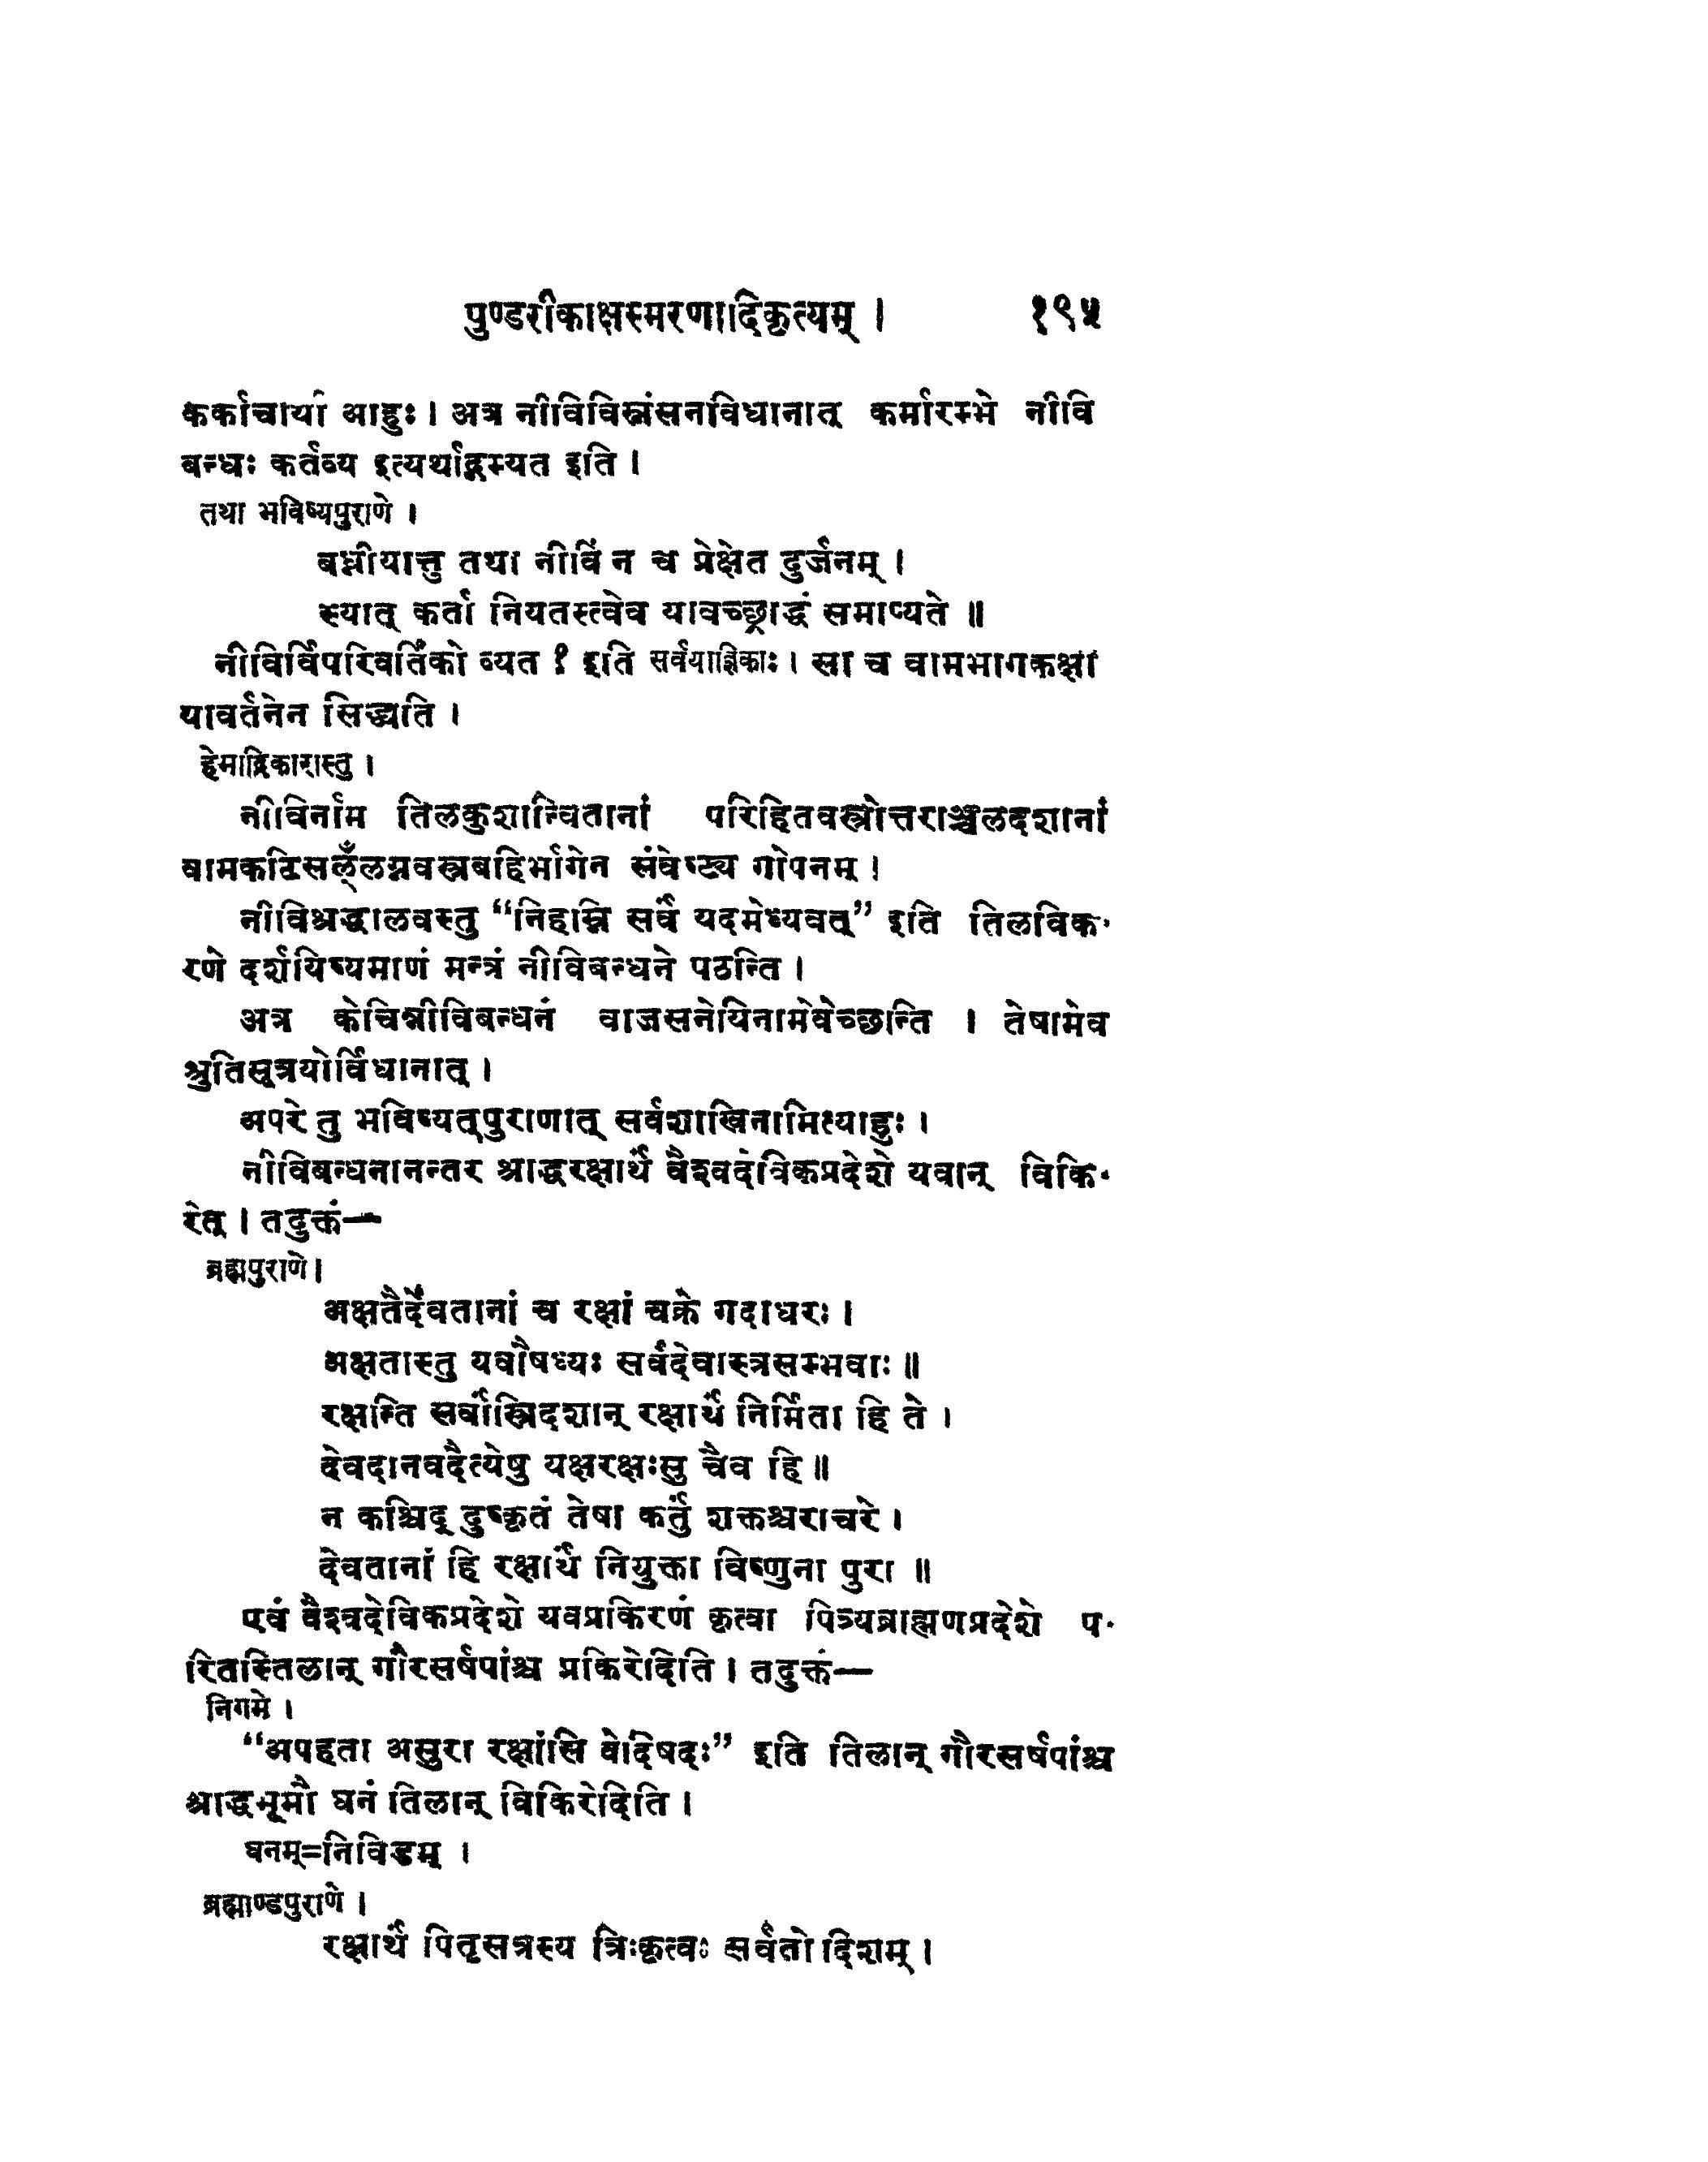 पुण्डरीकाक्षस्मरणादिकृत्यम् । १९५
कर्काचार्या आहुः । अत्र नीविविस्रंसनविधानात् कर्मारम्भे नीवि
बन्धः कर्तव्य इत्यर्थाद्गम्यत इति ।
तथा भविष्यपुराणे ।
बध्नीयात्तु तथा नीविं न च प्रेक्षेत दुर्जनम् ।
स्यात् कर्ता नियतस्त्वेव यावच्छ्राद्धं समाप्यते ॥
नीविर्विपरिवर्तिको व्यत १ इति सर्वयाज्ञिकाः । सा च वामभागकक्षा
यावर्तनेन सिद्ध्यति ।
हेमाद्रिकारास्तु ।
नीविर्नाम तिलकुशान्वितानां परिहितवस्त्रोत्तराञ्चलदशानां
वामकटिसलँलग्नवस्त्रबहिर्भागेन संवेष्ट्य गोपनम् ।
नीविश्रद्धालवस्तु “निहन्मि सर्वं यदमेध्यवत्” इति तिलविक-
रणे दर्शयिष्यमाणं मन्त्रं नीविबन्धने पठन्ति ।
अत्र केचिन्नीविबन्धनं वाजसनेयिनामेवेच्छन्ति । तेषामेव
श्रुतिसूत्रयोर्विधानात् ।
अपरे तु भविष्यत्पुराणात् सर्वशाखिनामित्याहुः ।
नीविबन्धनानन्तर श्राद्धरक्षार्थं वैश्वदेविकप्रदेशे यवान् विकि-
रेत् । तदुक्तं—
ब्रह्मपुराणे ।
अक्षतैर्देवतानां च रक्षां चक्रे गदाधरः ।
अक्षतास्तु यवौषध्यः सर्वदेवास्त्रसम्भवाः ॥
रक्षन्ति सर्वांस्त्रिदशान् रक्षार्थं निर्मिता हि ते ।
देवदानवदैत्येषु यक्षरक्षःसु चैव हि ॥
न कश्चिद् दुष्कृतं तेषा कर्तुं शक्तश्चराचरे ।
देवतानां हि रक्षार्थं नियुक्ता विष्णुना पुरा ॥
एवं वैश्वदेविकप्रदेशे यवप्रकिरणं कृत्वा पित्र्यब्राह्मणप्रदेशे प-
रितस्तिलान् गौरसर्षपांश्च प्रकिरेदिति । तदुक्तं—
निगमे ।
“अपहता असुरा रक्षांसि वेदिषदः” इति तिलान् गौरसर्षपांश्च
श्राद्धभूमौ घनं तिलान् विकिरेदिति ।
घनम्=निविडम् ।
ब्रह्माण्डपुराणे ।
रक्षार्थं पितृसत्रस्य त्रिःकृत्वः सर्वतो दिशम् ।